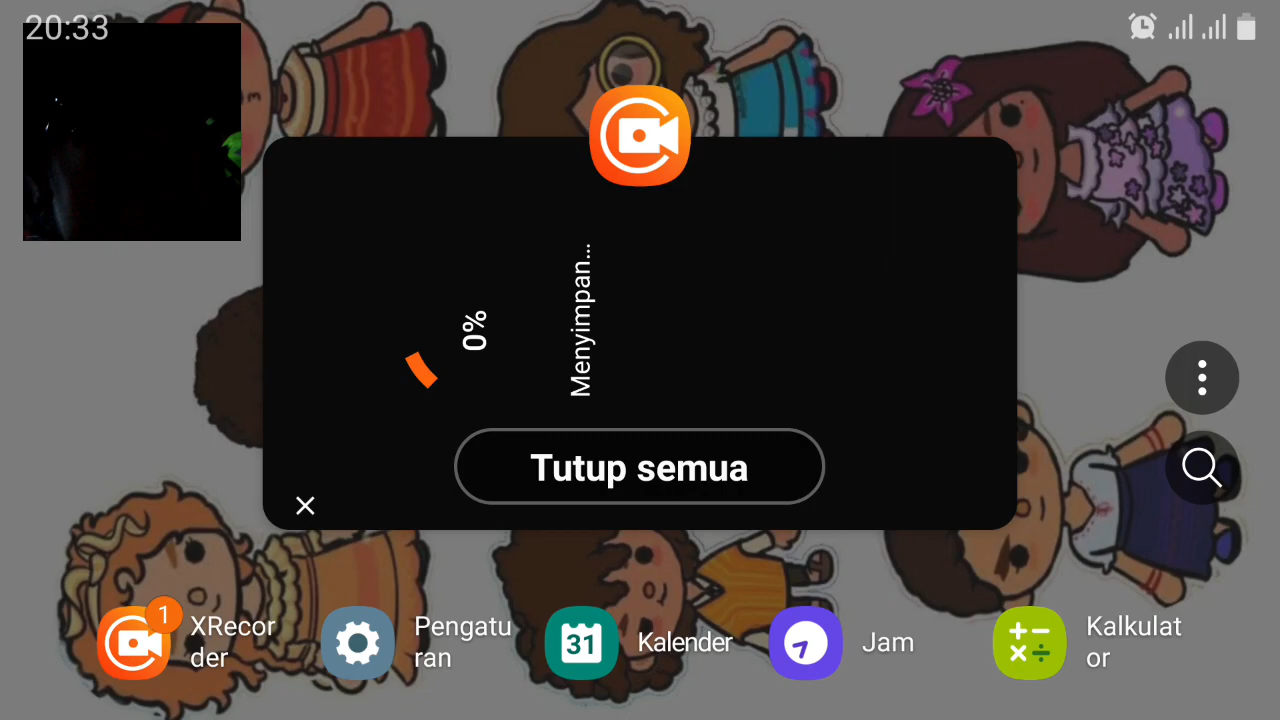 20:33
0%
Menyimpan...
Tutup semua
1
XRecor
der
Pengatu
ran
31
Kalender
Jam
Kalkulat
or